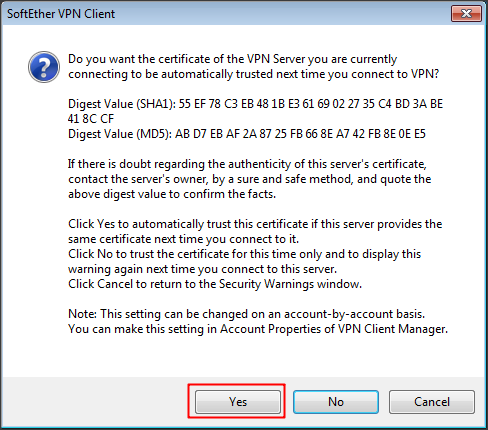 SoftEther VPN Client
Do you want the certificate of the VPN Server you are currently
connecting to be automatically trusted next time you connect to VPN?
Digest Value (SHA1): 55 EF 78 C3 EB 48 1B E3 61 69 02 27 35 C4 BD 3A BE
41 8C CF
Digest Value (MD5): AB D7 EB AF 2A 87 25 FB 66 8E A7 42 FB 8E 0E E5
If there is doubt regarding the authenticity of this server's certificate,
contact the server's owner, by a sure and safe method, and quote the
above digest value to confirm the facts.
Click Yes to automatically trust this certificate if this server provides the
same certificate next time you connect to it.
Click No to trust the certificate for this time only and to display this
warning again next time you connect to this server.
Click Cancel to return to the Security Warnings window.
Note: This setting can be changed on an account-by-account basis.
You can make this setting in Account Properties of VPN Client Manager.
Yes No Cancel